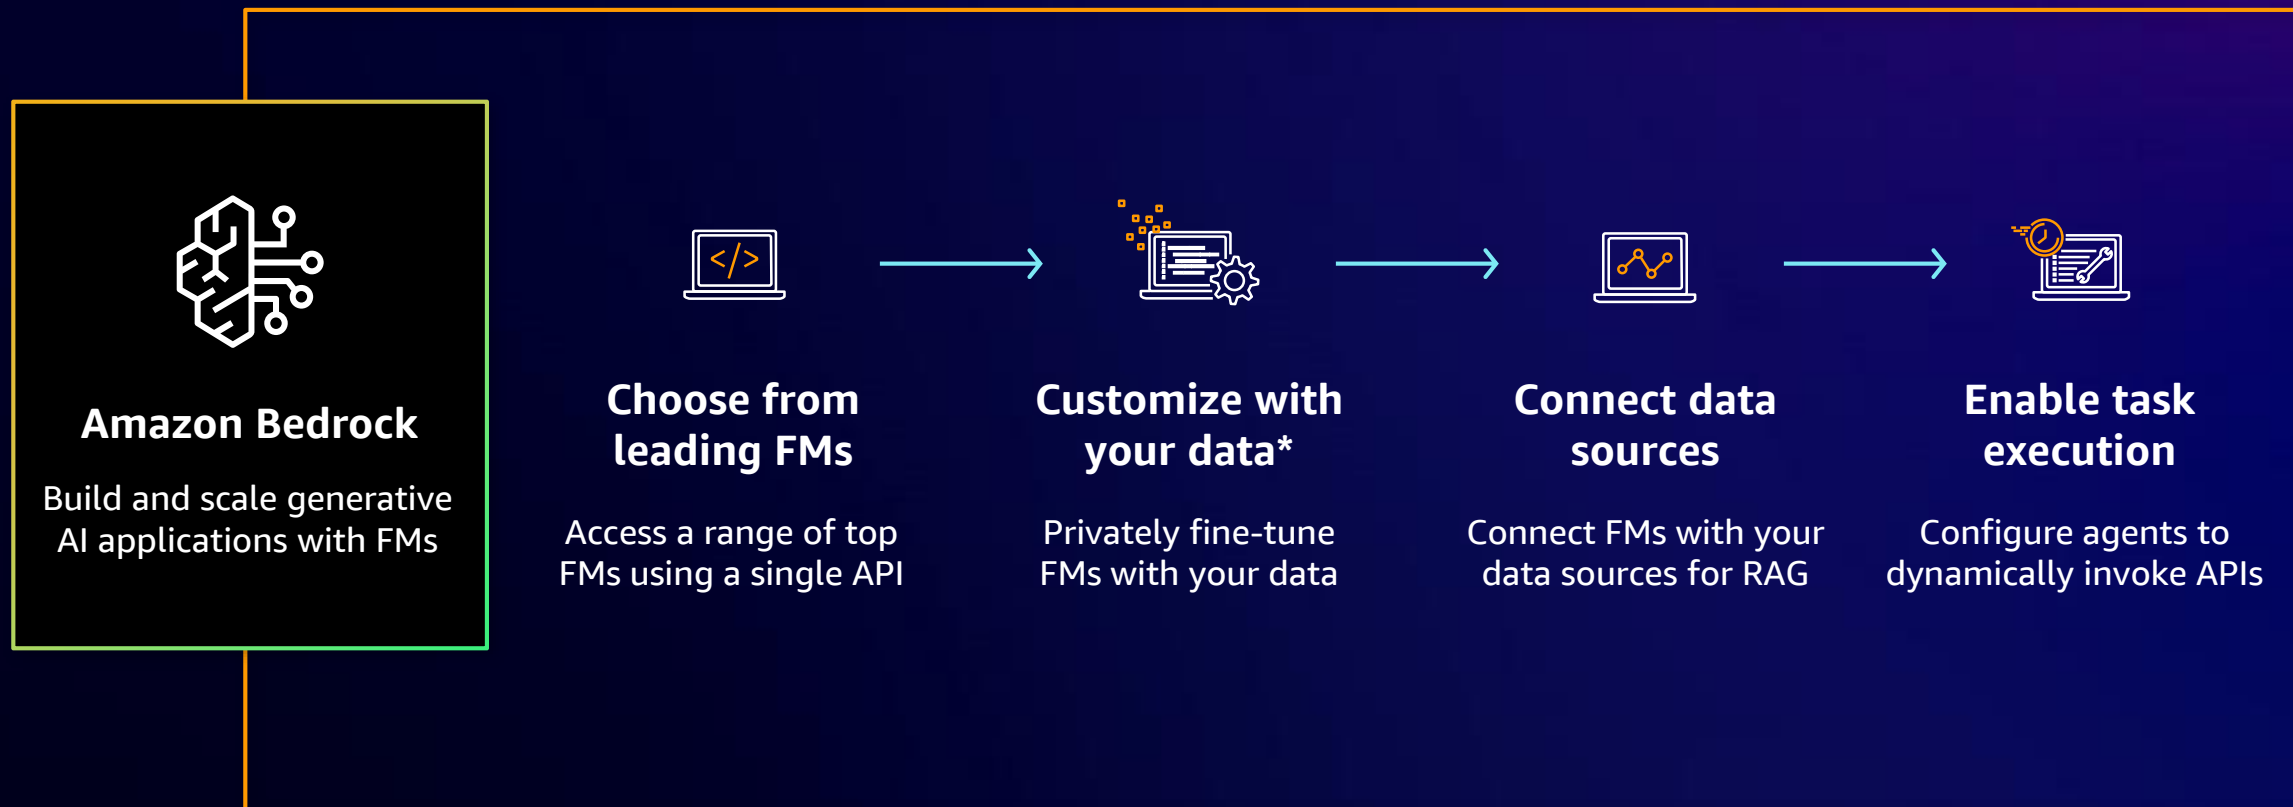 Amazon Bedrock
Build and scale generative
AI applications with FMs
</>
Choose from
leading FMs
Access a range of top
FMs using a single API
Customize with
your data*
Privately fine-tune
FMs with your data
Connect data
sources
Connect FMs with your
data sources for RAG
Enable task
execution
Configure agents to
dynamically invoke APIs